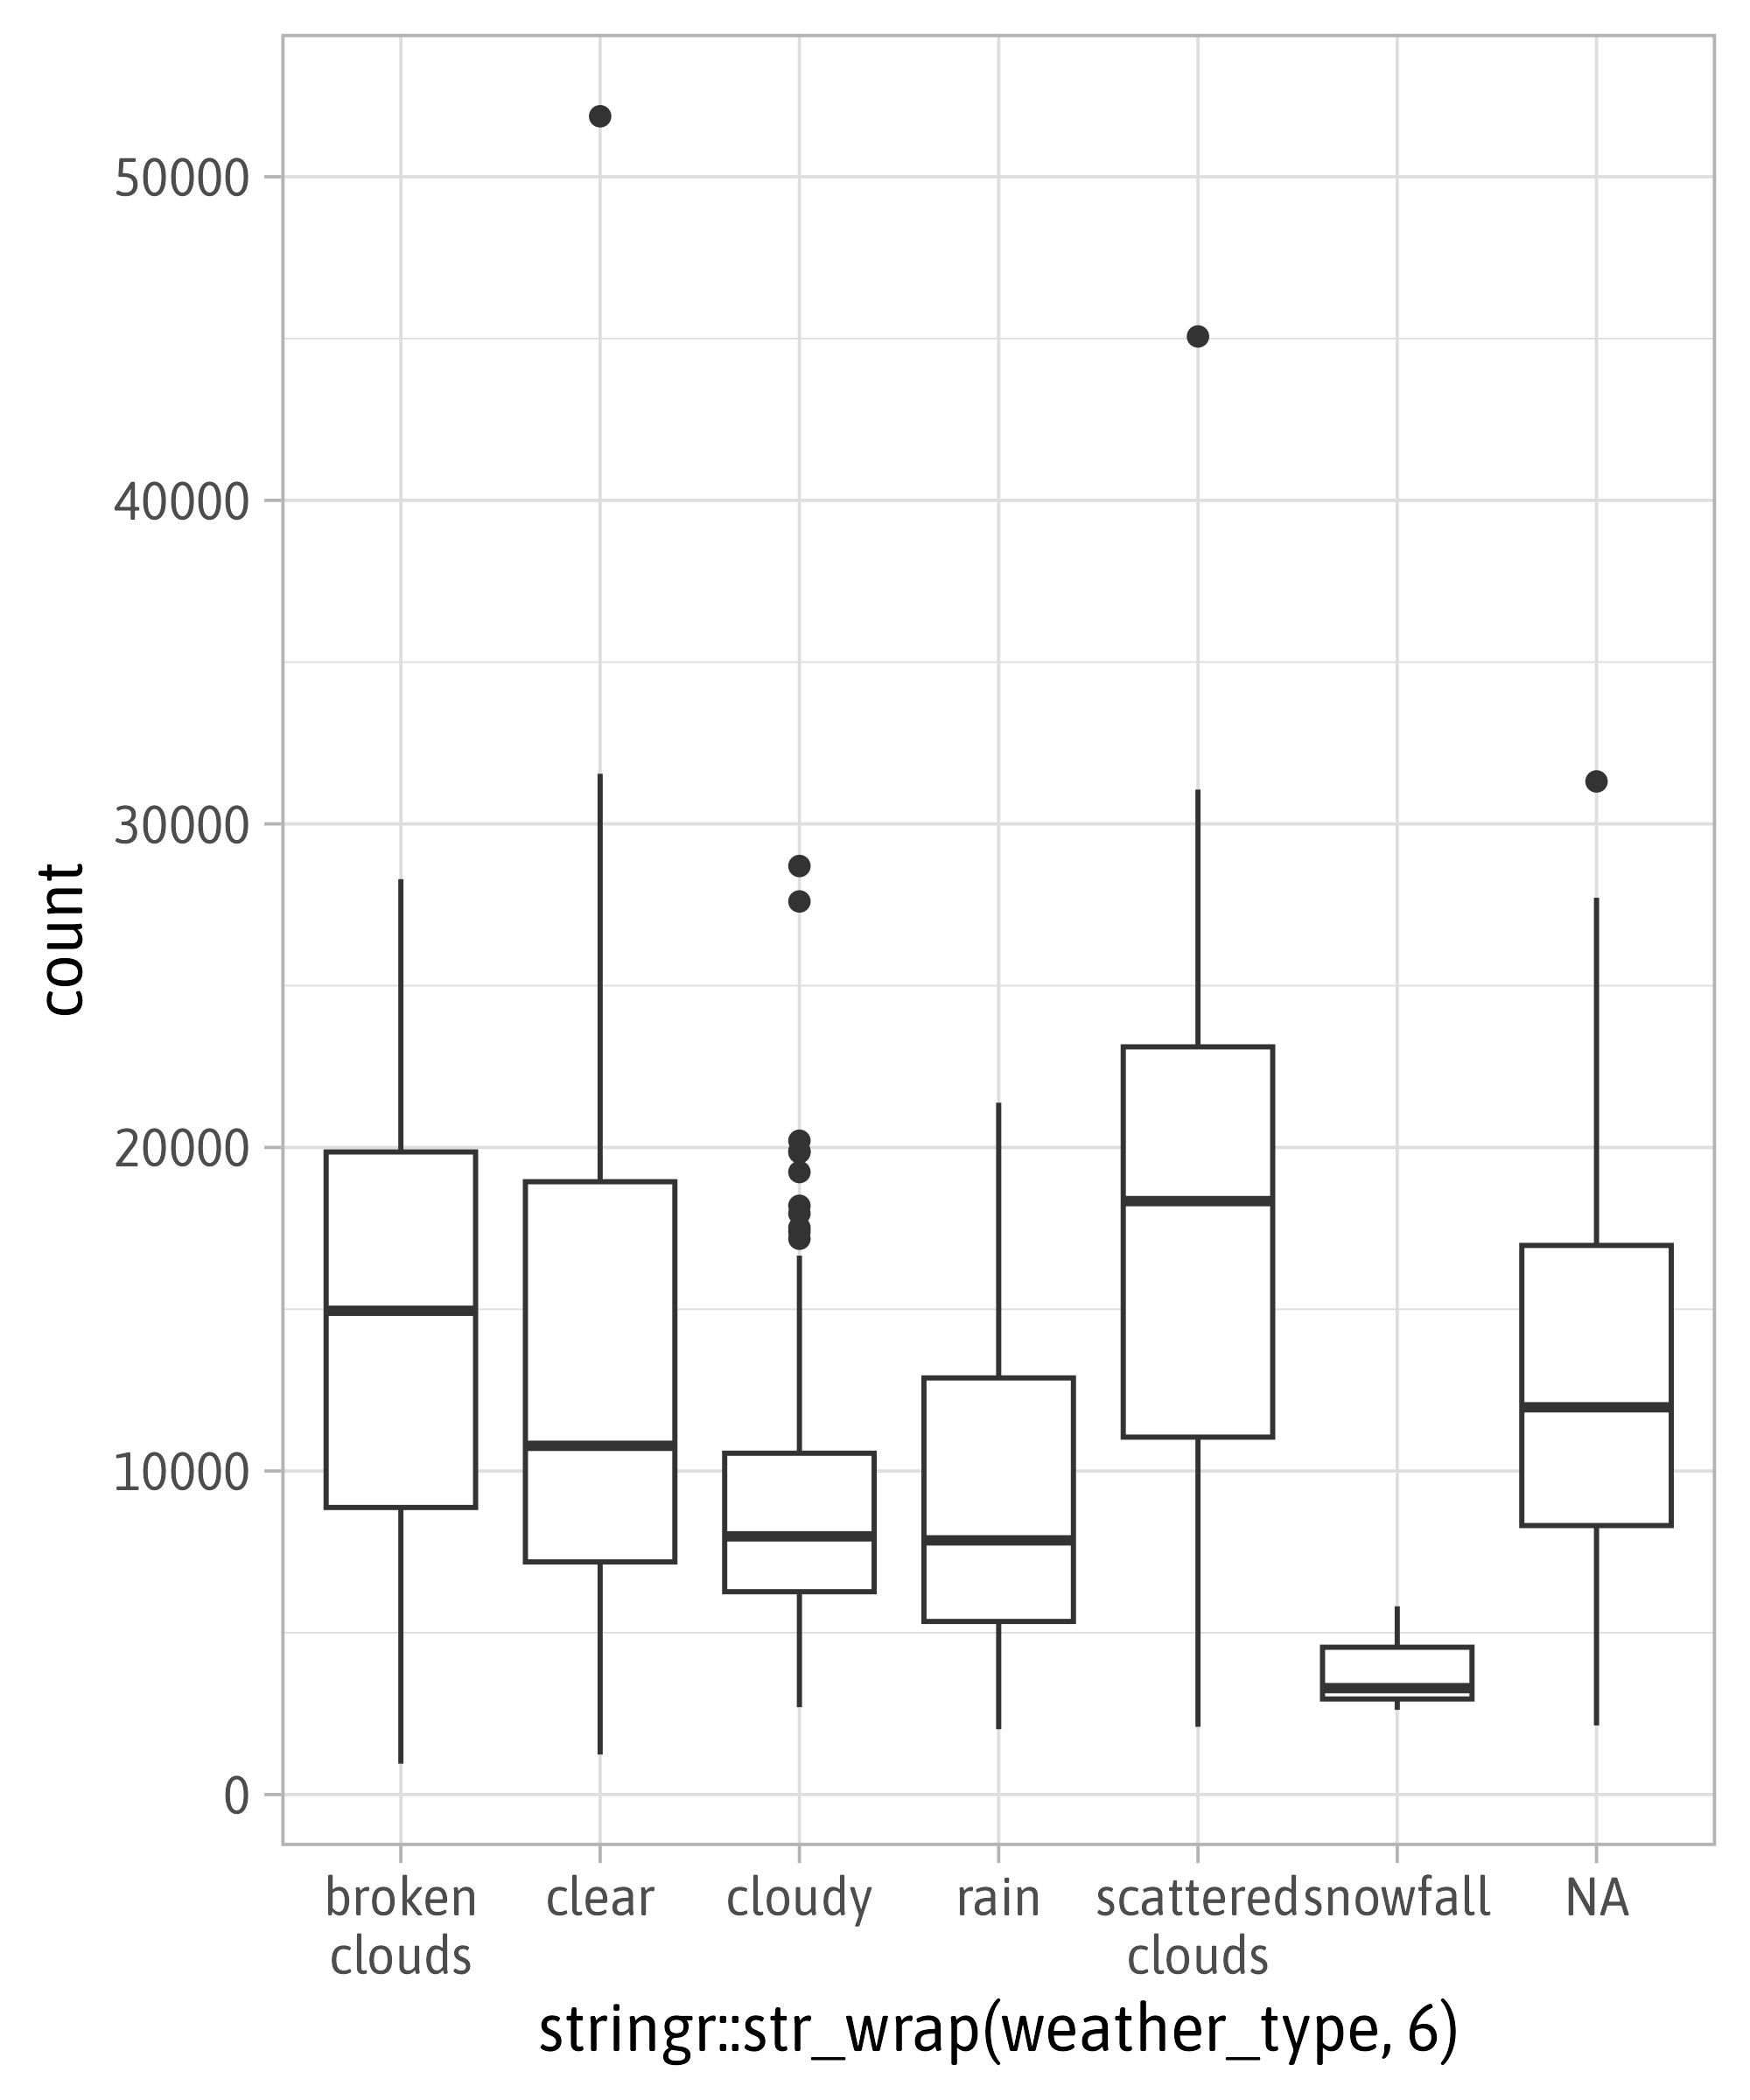 count
50000
40000
30000
20000
10000
0
broken clouds
clear
cloudy
rain
scattered clouds
snowfall
NA
stringr::str_wrap(weather_type, 6)